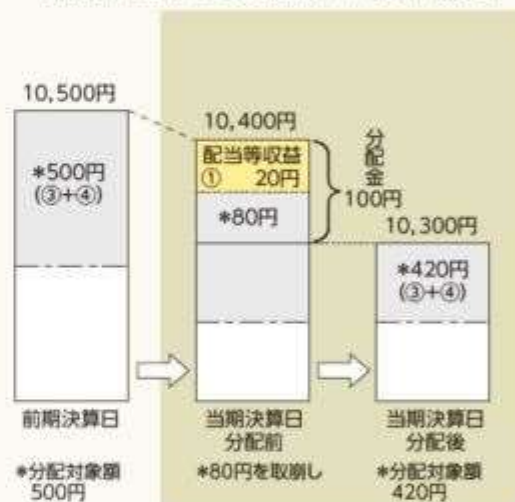 10,500円
*500円
(③+④)
10,400円
配当等収益
① 20円
*80円
分配金
100円
10,300円
*420円
(③+④)
前期決算日
当期決算日
分配前
当期決算日
分配後
*分配対象額
500円
*80円を取崩し
*分配対象額
420円